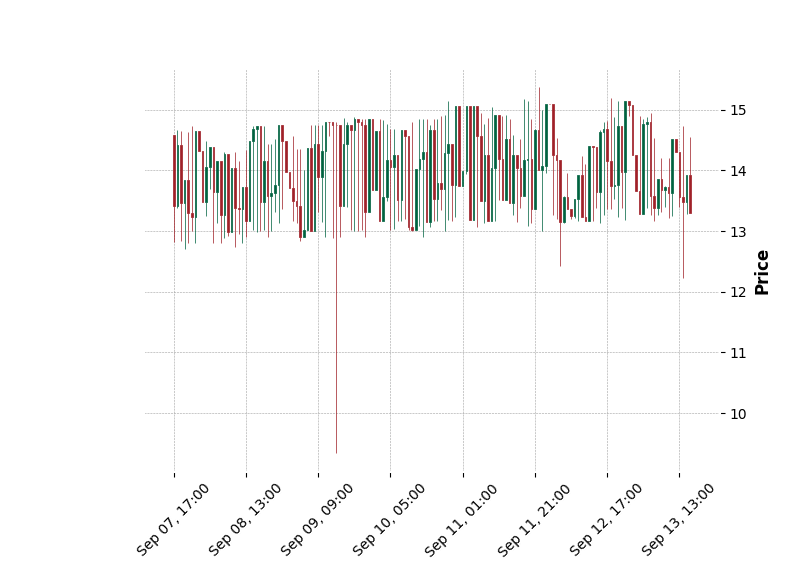 15
14
13
12
11
10
Price
Sep 07, 17:00
Sep 08, 13:00
Sep 09, 09:00
Sep 10, 05:00
Sep 11, 01:00
Sep 11, 21:00
Sep 12, 17:00
Sep 13, 13:00